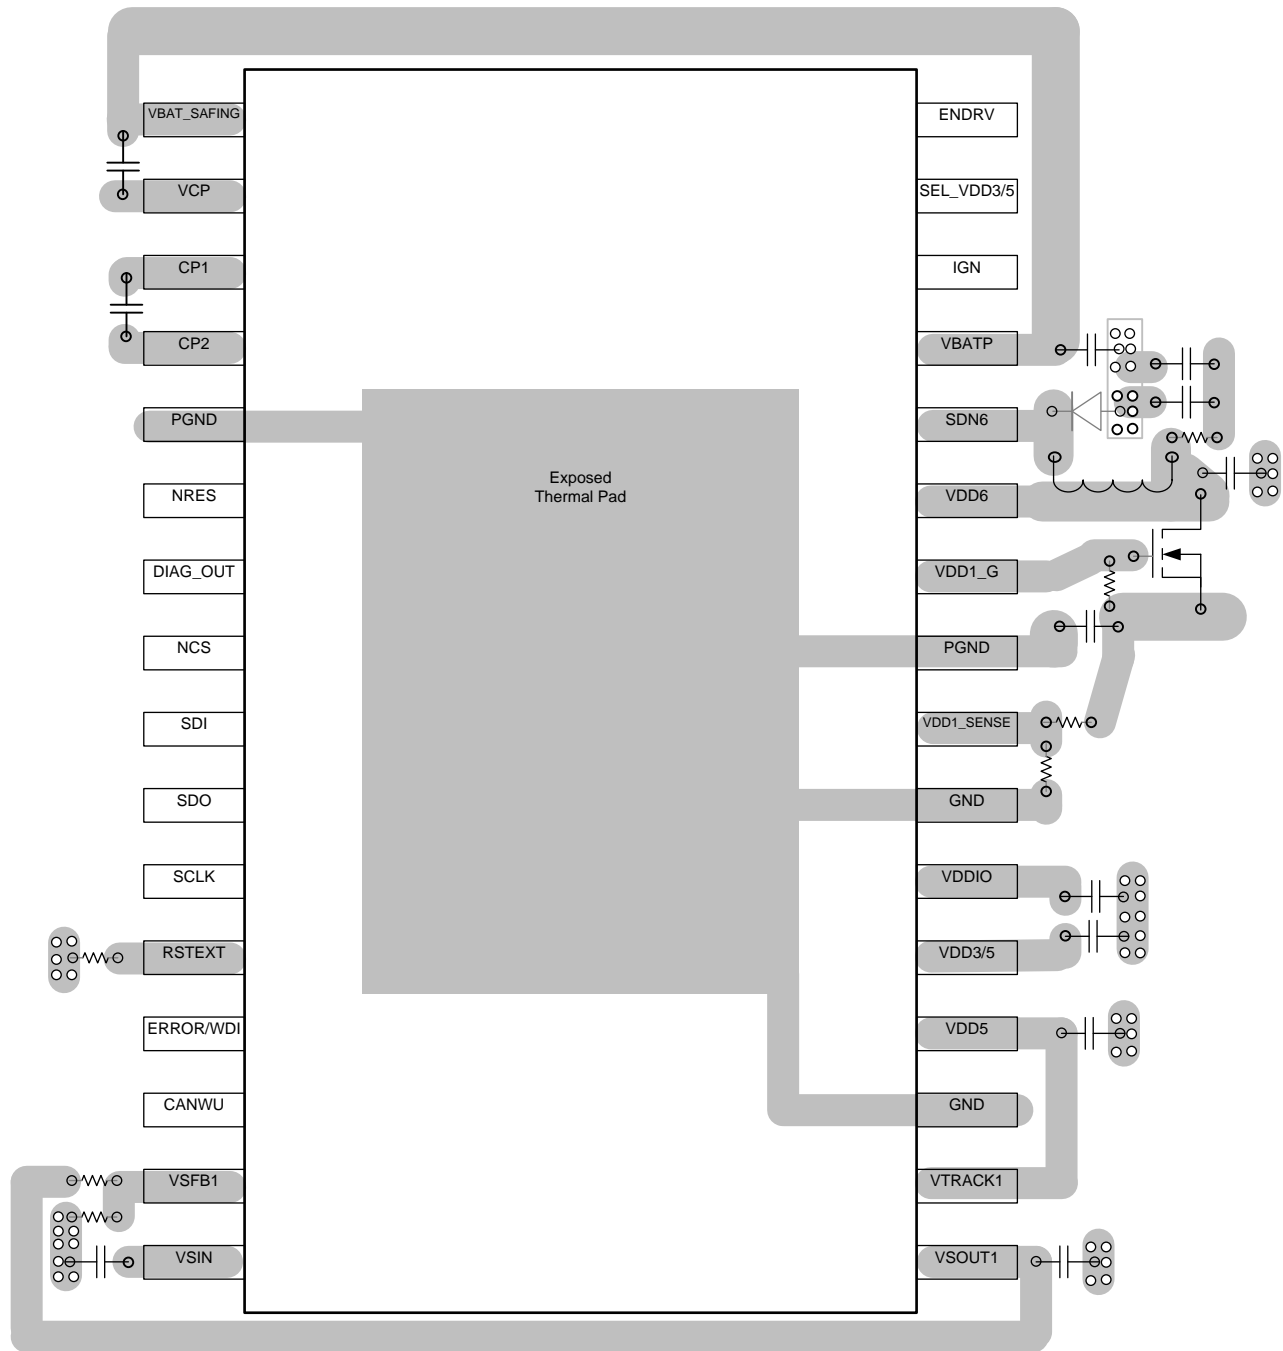 VBAT_SAFING
VCP
CP1
CP2
PGND
NRES
DIAG_OUT
NCS
SDI
SDO
SCLK
RSTEXT
ERROR/WDI
CANWU
VSFB1
VSIN
Exposed
Thermal Pad
ENDRV
SEL_VDD3/5
IGN
VBATP
SDN6
VDD6
VDD1_G
PGND
VDD1_SENSE
GND
VDDIO
VDD3/5
VDD5
GND
VTRACK1
VSOUT1